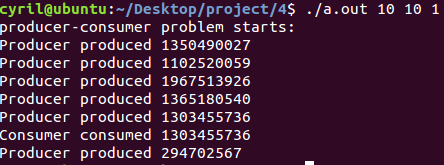 cyril@ubuntu:~/Desktop/project/4$ ./a.out 10 10 1
producer-consumer problem starts:
Producer produced 1350490027
Producer produced 1102520059
Producer produced 1967513926
Producer produced 1365180540
Producer produced 1303455736
Consumer consumed 1303455736
Producer produced 294702567